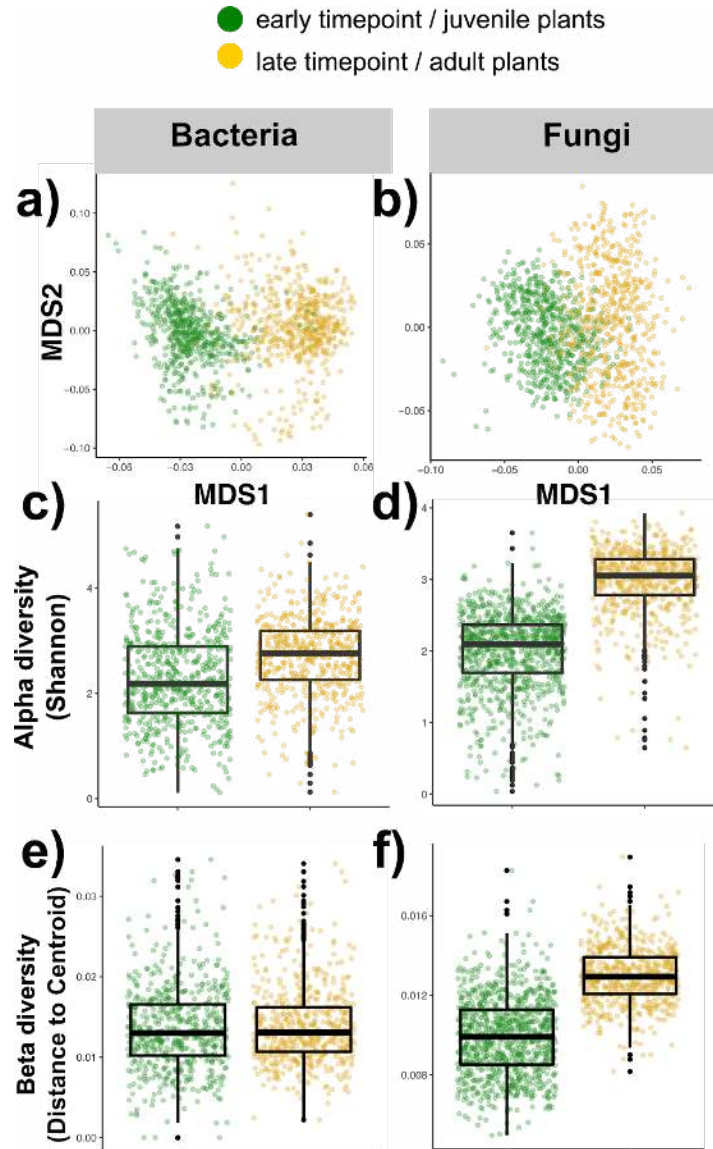 early timepoint / juvenile plants
late timepoint / adult plants
Bacteria
Fungi
a)
b)
MDS2
0.10
0.05
0.00
−0.05
−0.10
0.05
0.00
−0.05
−0.06
−0.03
0.00
0.03
0.06
−0.10
−0.05
0.00
0.05
MDS1
MDS1
c)
d)
Alpha diversity
(Shannon)
4
2
0
4
3
2
1
0
e)
f)
Beta diversity
(Distance to Centroid)
0.03
0.02
0.01
0.00
0.016
0.012
0.008